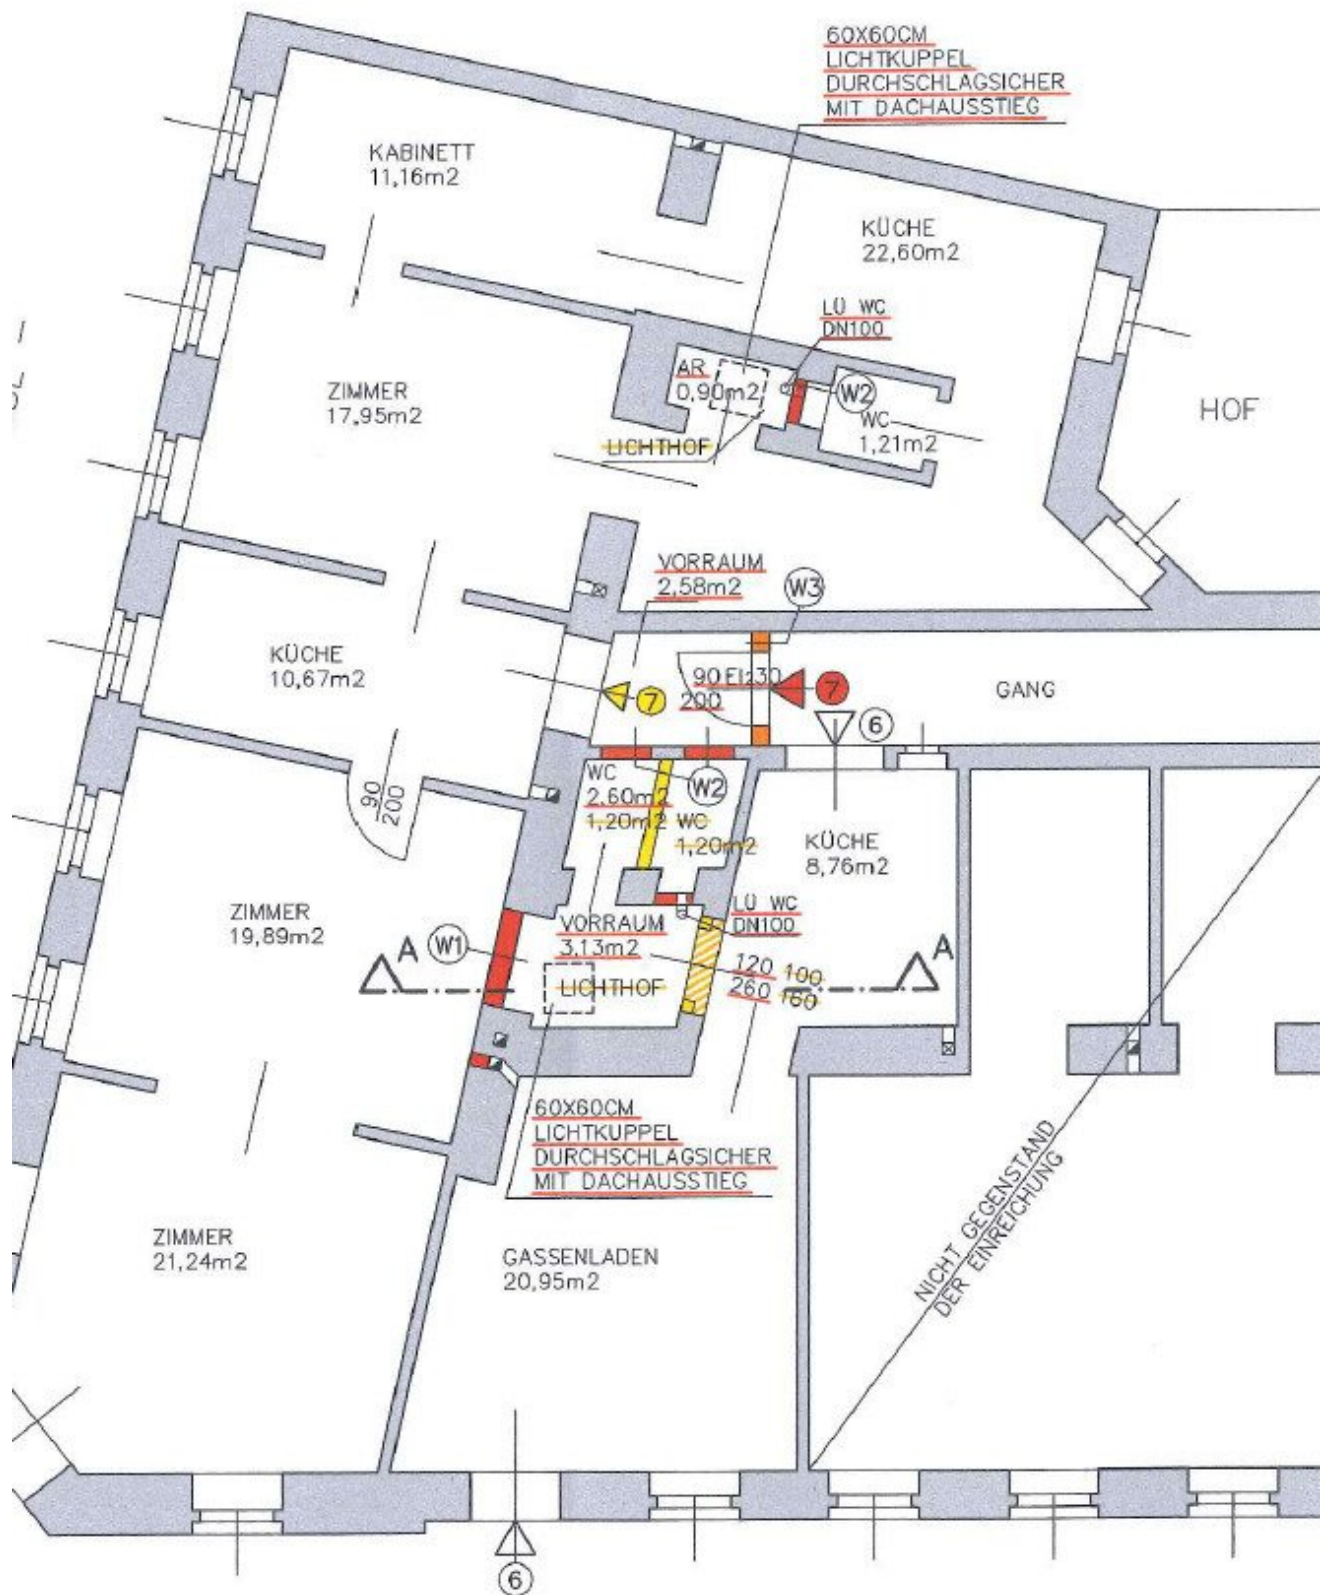 60X60CM
LICHTKUPPEL
DURCHSCHLAGSICHER
MIT DACHAUSSTIEG
KABINETT
11,16m2
KÜCHE
22,60m2
LÜ WC
DN100
AR
0,90m2
W2
WC
1,21m2
HOF
ZIMMER
17,95m2
LICHTHOF
VORRAUM
2,58m2
W3
KÜCHE
10,67m2
90 EI₂30
200
7
7
GANG
6
WC
2,60m2
1,20m2
W2
WC
1,20m2
90
200
KÜCHE
8,76m2
ZIMMER
19,89m2
A
W1
VORRAUM
3,13m2
LICHTHOF
LÜ WC
DN100
120 100
260 160
A
60X60CM
LICHTKUPPEL
DURCHSCHLAGSICHER
MIT DACHAUSSTIEG
NICHT GEGENSTAND
DER EINREICHUNG
ZIMMER
21,24m2
GASSENLADEN
20,95m2
6